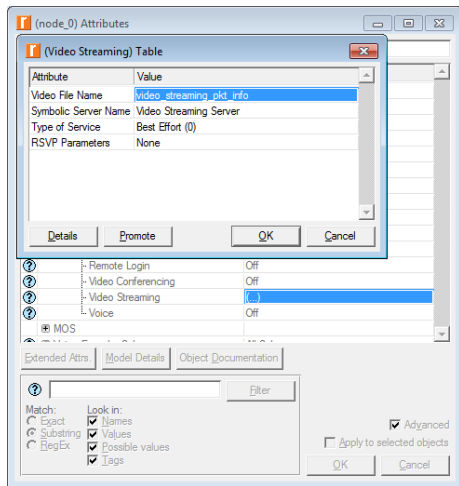 (node_0) Attributes
(Video Streaming) Table
Attribute Value
Video File Name video_streaming_pkt_info
Symbolic Server Name Video Streaming Server
Type of Service Best Effort (0)
RSVP Parameters None
Details Promote OK Cancel
Remote Login Off
Video Conferencing Off
Video Streaming (...)
Voice Off
MOS
Extended Attrs. Model Details Object Documentation
Filter
Match: Look in:
Exact Names
Substring Values
RegEx Possible values
Tags
Advanced
Apply to selected objects
OK Cancel